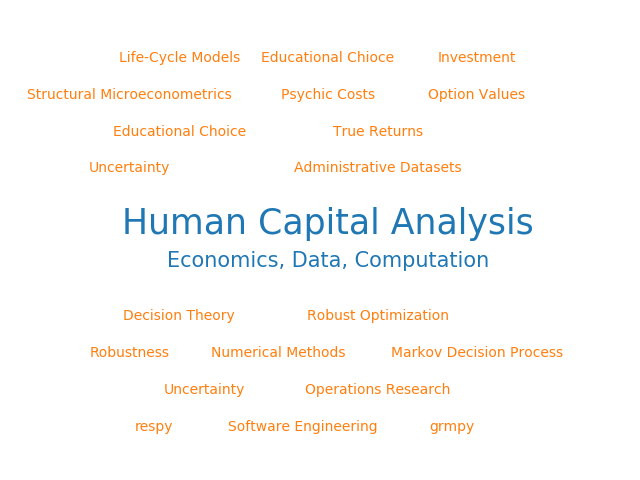 Life-Cycle Models Educational Chioce Investment
Structural Microeconometrics Psychic Costs Option Values
Educational Choice True Returns
Uncertainty Administrative Datasets
Human Capital Analysis
Economics, Data, Computation
Decision Theory Robust Optimization
Robustness Numerical Methods Markov Decision Process
Uncertainty Operations Research
respy Software Engineering grmpy